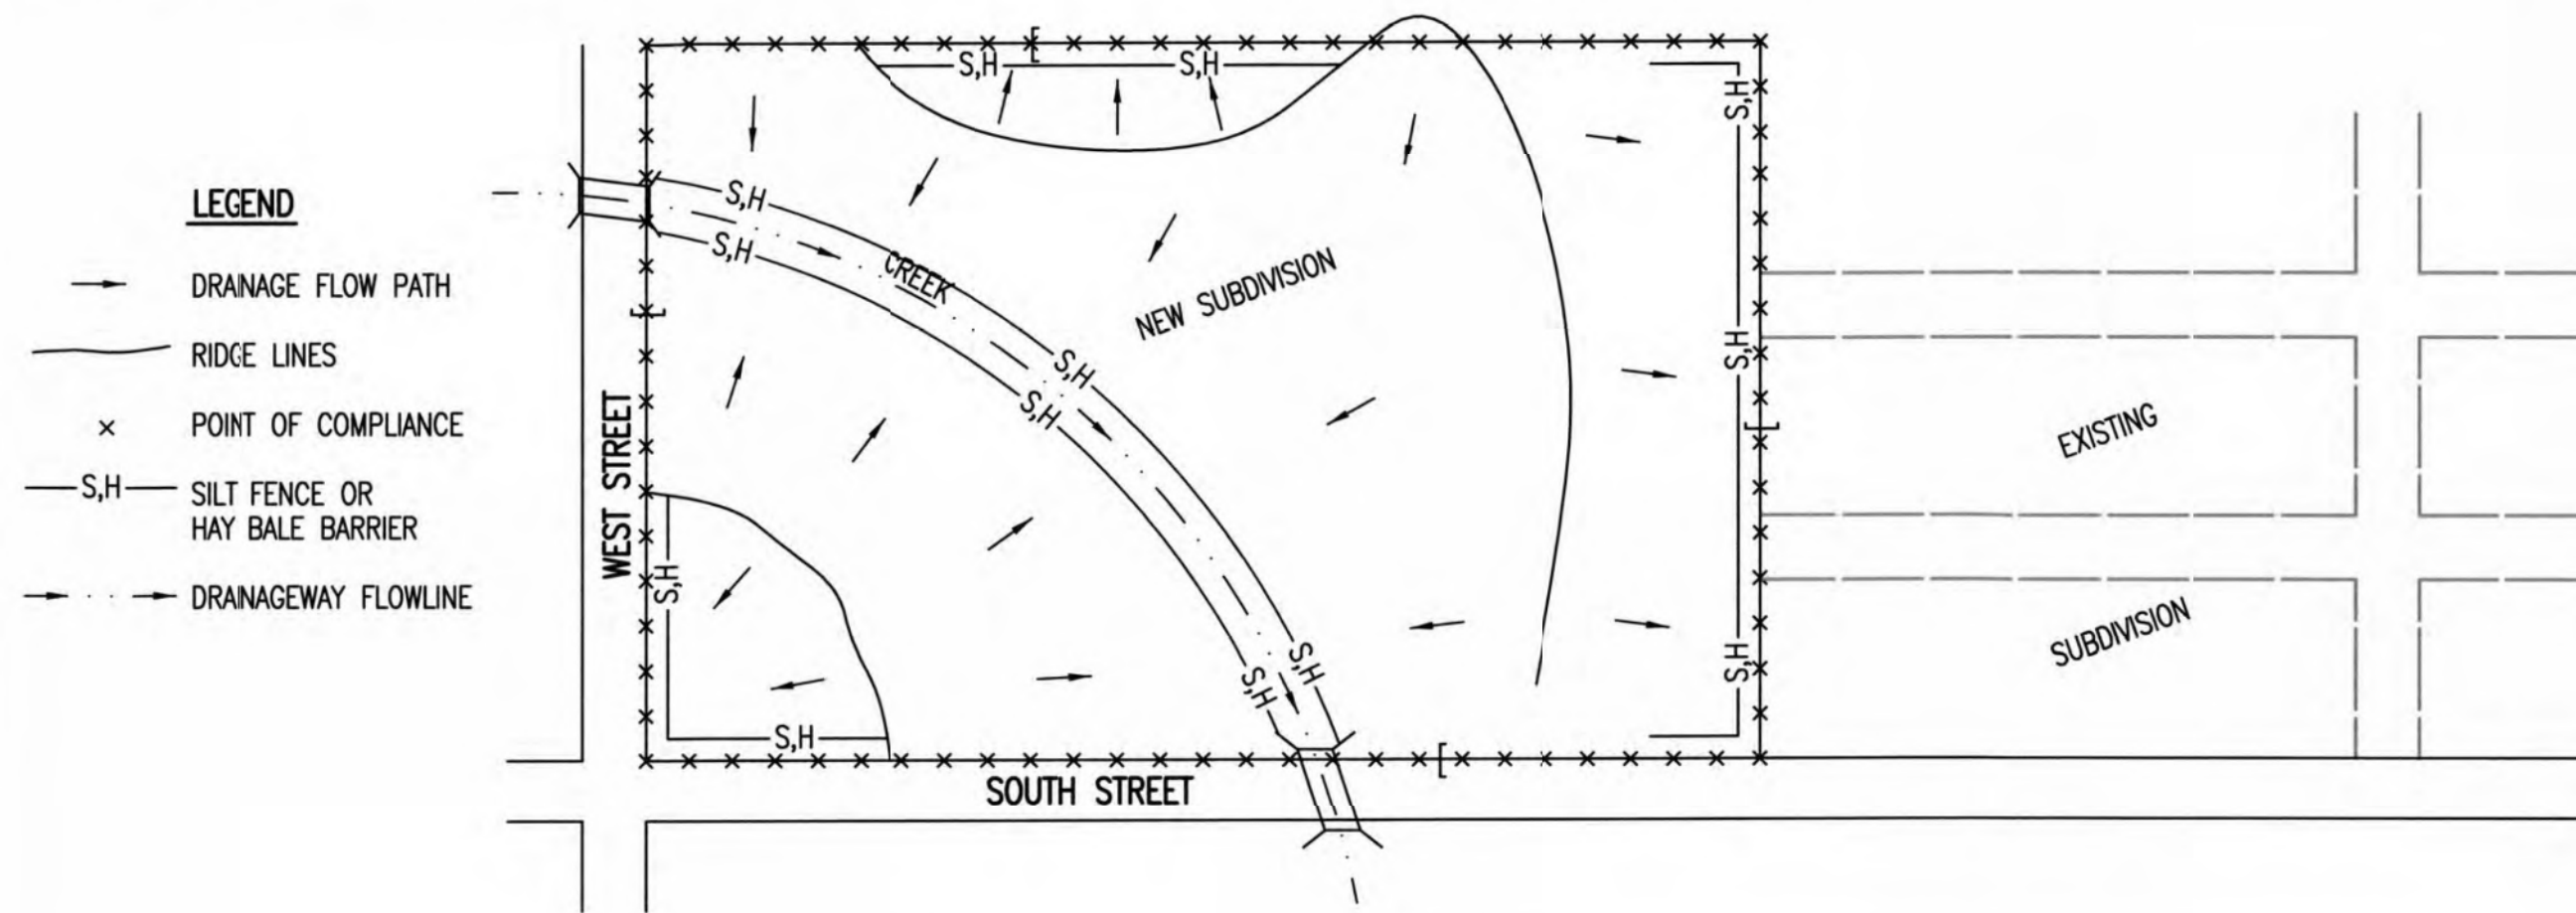 LEGEND
DRAINAGE FLOW PATH
RIDGE LINES
POINT OF COMPLIANCE
S,H
SILT FENCE OR
HAY BALE BARRIER
DRAINAGEWAY FLOWLINE
S,H
S,H
S,H
S,H
S,H
CREEK
NEW SUBDIVISION
S,H
S,H
S,H
WEST STREET
EXISTING
S,H
SUBDIVISION
S,H
S,H
S,H
S,H
SOUTH STREET